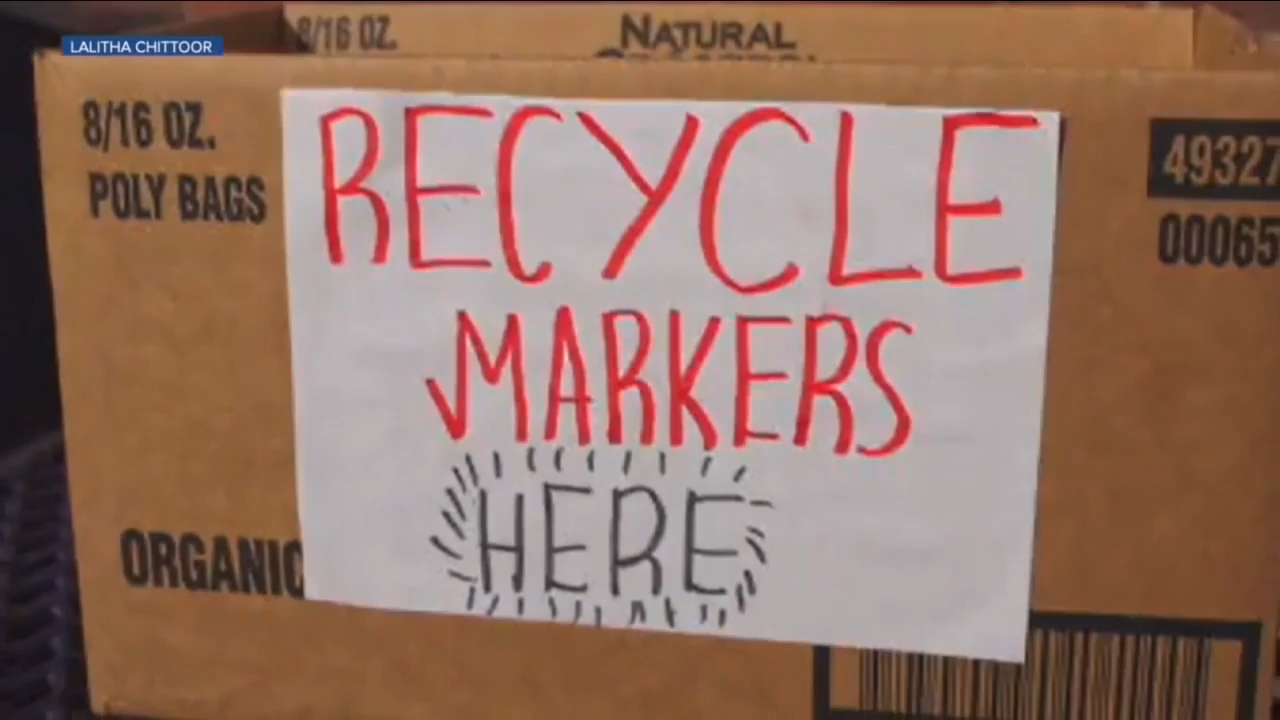 LALITHA CHITTOOR
8/16 OZ.
NATURAL
8/16 OZ.
POLY BAGS
49327
00065
RECYCLE
MARKERS
HERE
ORGANIC